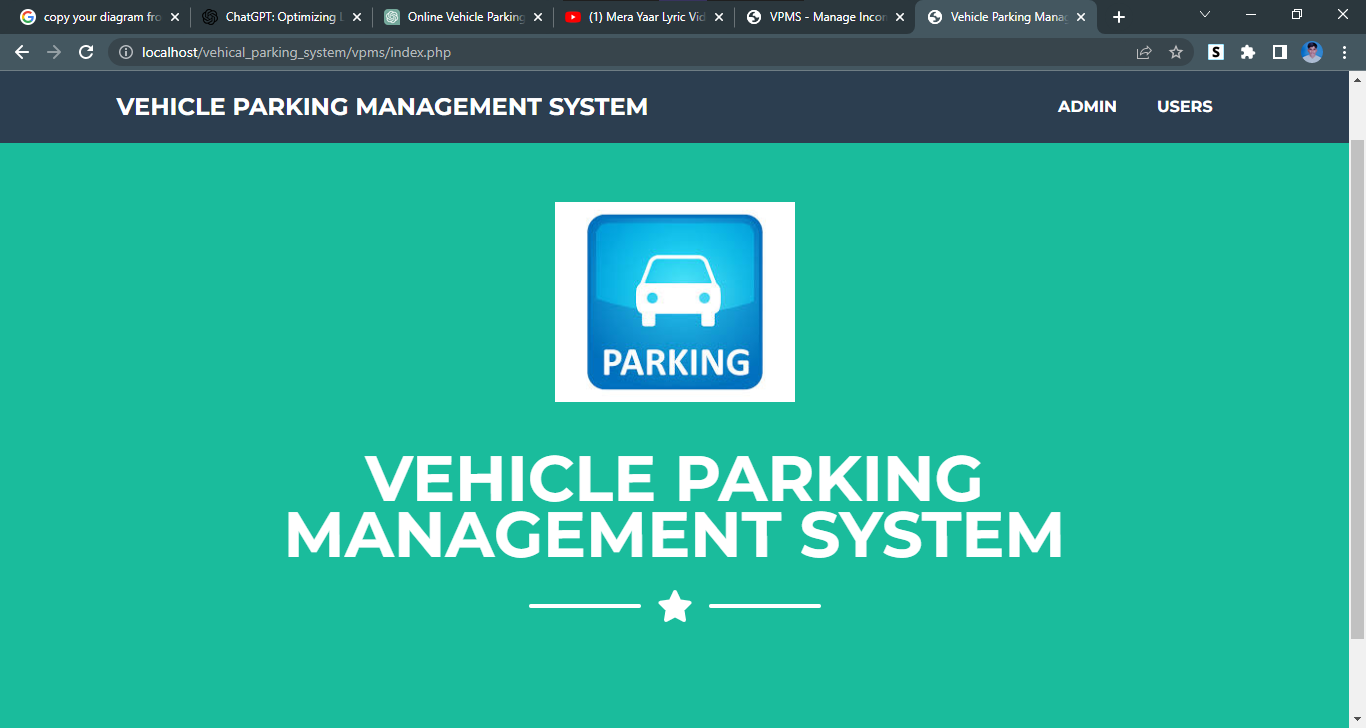 copy your diagram fro
ChatGPT: Optimizing L
Online Vehicle Parking
(1) Mera Yaar Lyric Vid
VPMS - Manage Incom
Vehicle Parking Manag
localhost/vehical_parking_system/vpms/index.php
S
VEHICLE PARKING MANAGEMENT SYSTEM
ADMIN
USERS
PARKING
VEHICLE PARKING
MANAGEMENT SYSTEM